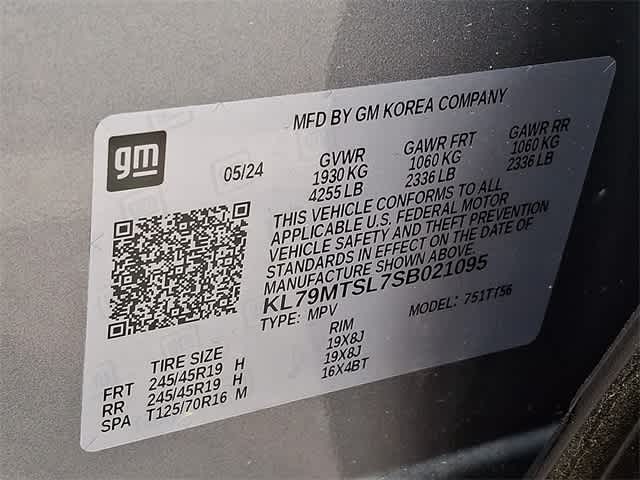 MFD BY GM KOREA COMPANY
gm
05/24
GVWR GAWR FRT GAWR RR
1930 KG 1060 KG 1060 KG
4255 LB 2336 LB 2336 LB
THIS VEHICLE CONFORMS TO ALL
APPLICABLE U.S. FEDERAL MOTOR
VEHICLE SAFETY AND THEFT PREVENTION
STANDARDS IN EFFECT ON THE DATE OF
MANUFACTURE SHOWN ABOVE.
KL79MTSL7SB021095
TYPE: MPV MODEL:
TIRE SIZE RIM
FRT 245/45R19 H 19X8J
RR 245/45R19 H 19X8J
SPA T125/70R16 M 16X4BT